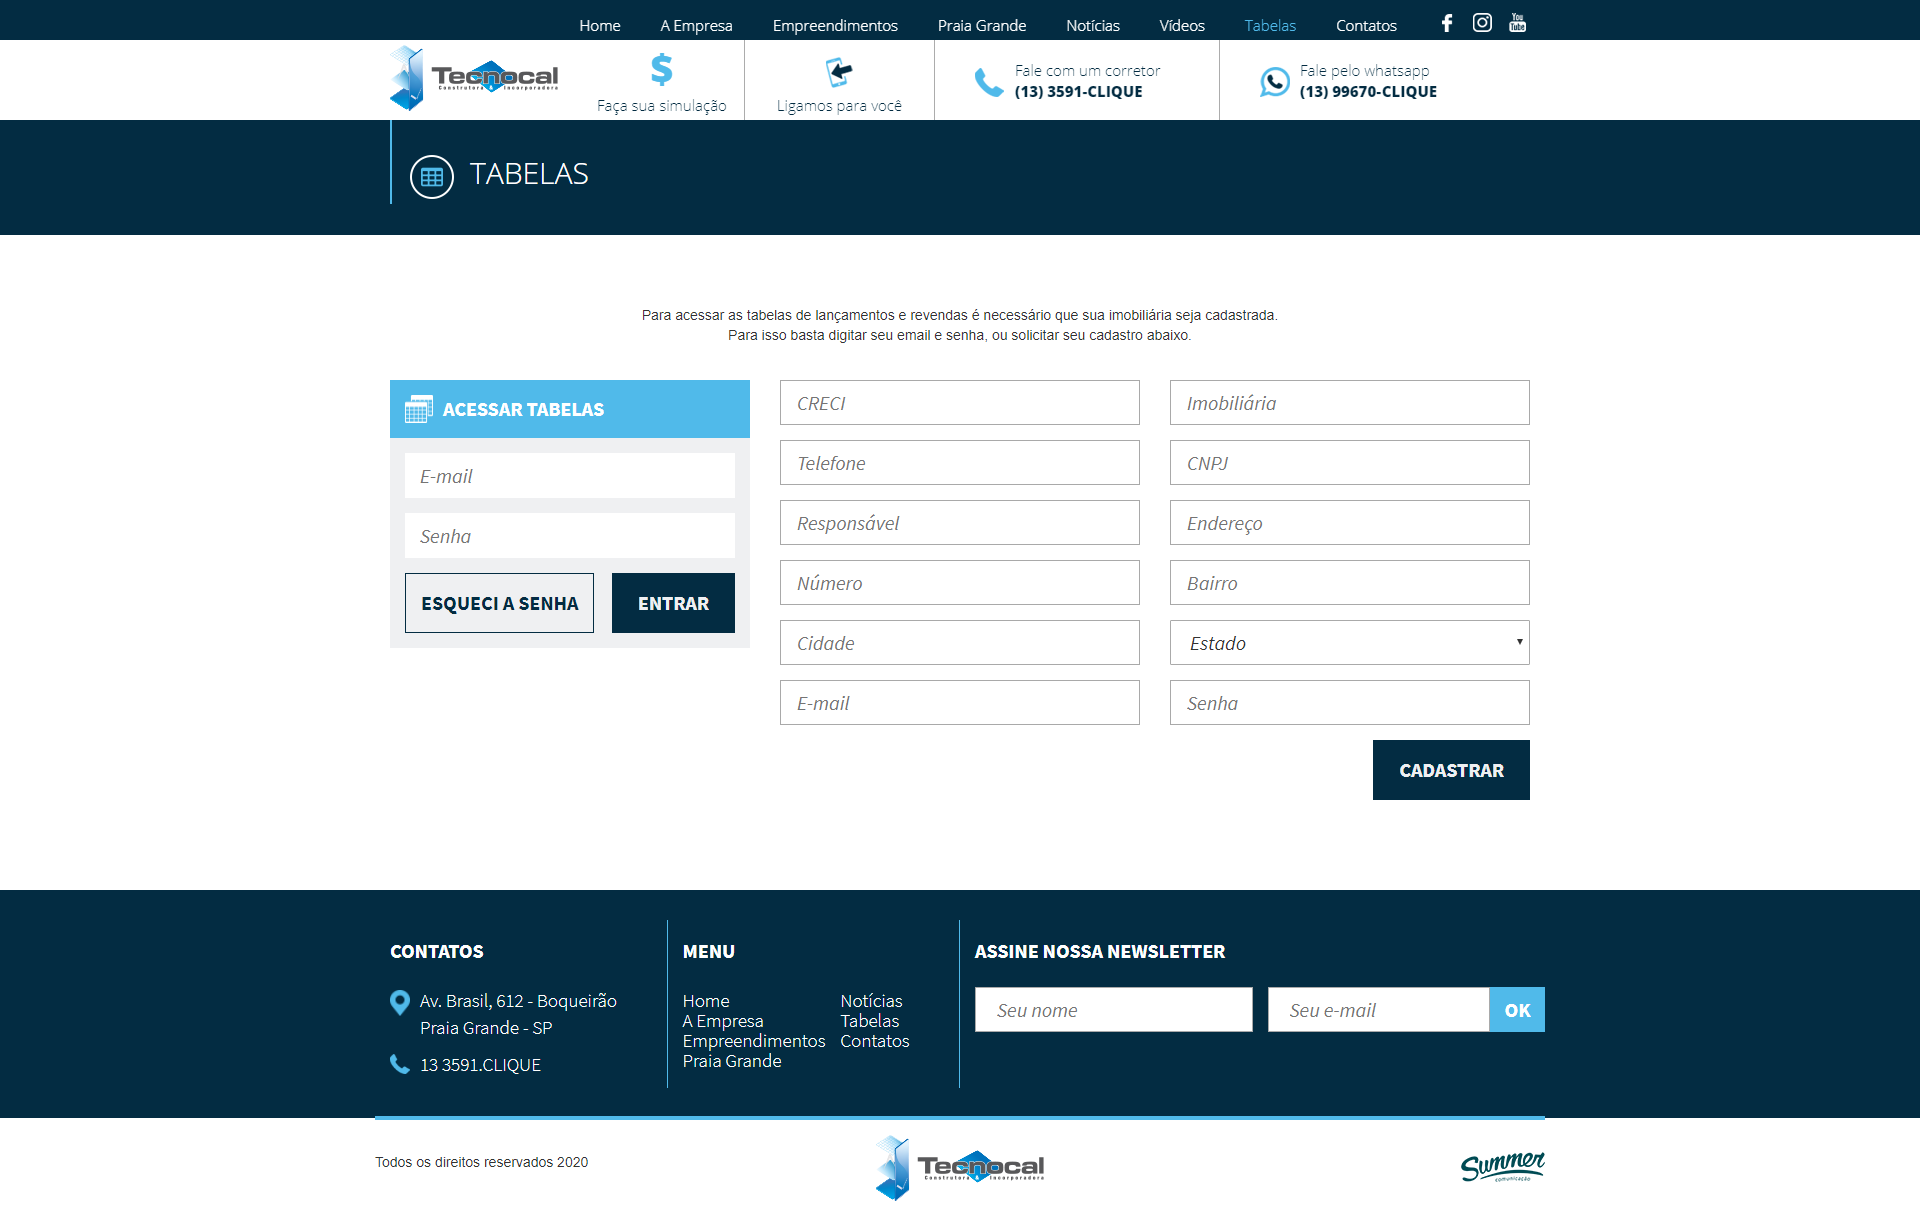 Home A Empresa Empreendimentos Praia Grande Notícias Vídeos Tabelas Contatos
You Tube
Tecnocal
Construtora & Incorporadora
$
Faça sua simulação
Ligamos para você
Fale com um corretor
(13) 3591-CLIQUE
Fale pelo whatsapp
(13) 99670-CLIQUE
TABELAS
Para acessar as tabelas de lançamentos e revendas é necessário que sua imobiliária seja cadastrada.
Para isso basta digitar seu email e senha, ou solicitar seu cadastro abaixo.
ACESSAR TABELAS
E-mail
Senha
ESQUECI A SENHA ENTRAR
CRECI Imobiliária
Telefone CNPJ
Responsável Endereço
Número Bairro
Cidade Estado
E-mail Senha
CADASTRAR
CONTATOS
Av. Brasil, 612 - Boqueirão
Praia Grande - SP
13 3591.CLIQUE
MENU
Home
A Empresa
Empreendimentos
Praia Grande
Notícias
Tabelas
Contatos
ASSINE NOSSA NEWSLETTER
Seu nome Seu e-mail OK
Todos os direitos reservados 2020
Tecnocal
Construtora & Incorporadora
Summer
comunicação